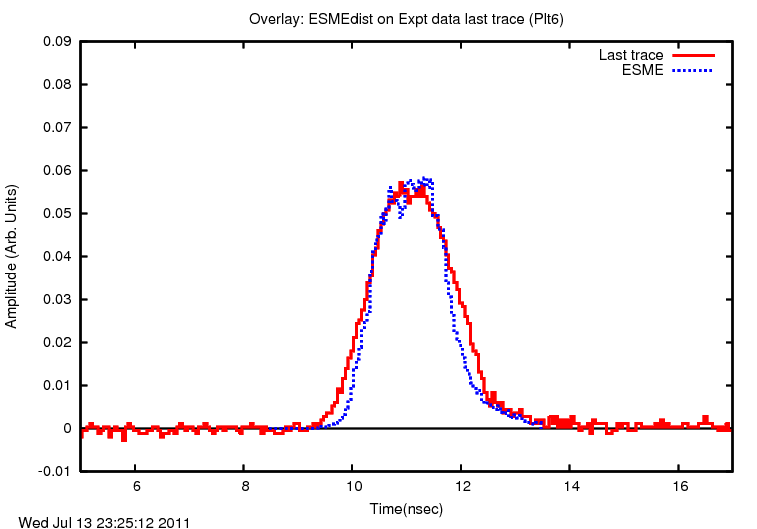 Overlay: ESMEdist on Expt data last trace (Plt6)
0.09
0.08
0.07
0.06
0.05
0.04
0.03
0.02
0.01
0
-0.01
Amplitude (Arb. Units)
Last trace
ESME
6 8 10 12 14 16
Time(nsec)
Wed Jul 13 23:25:12 2011